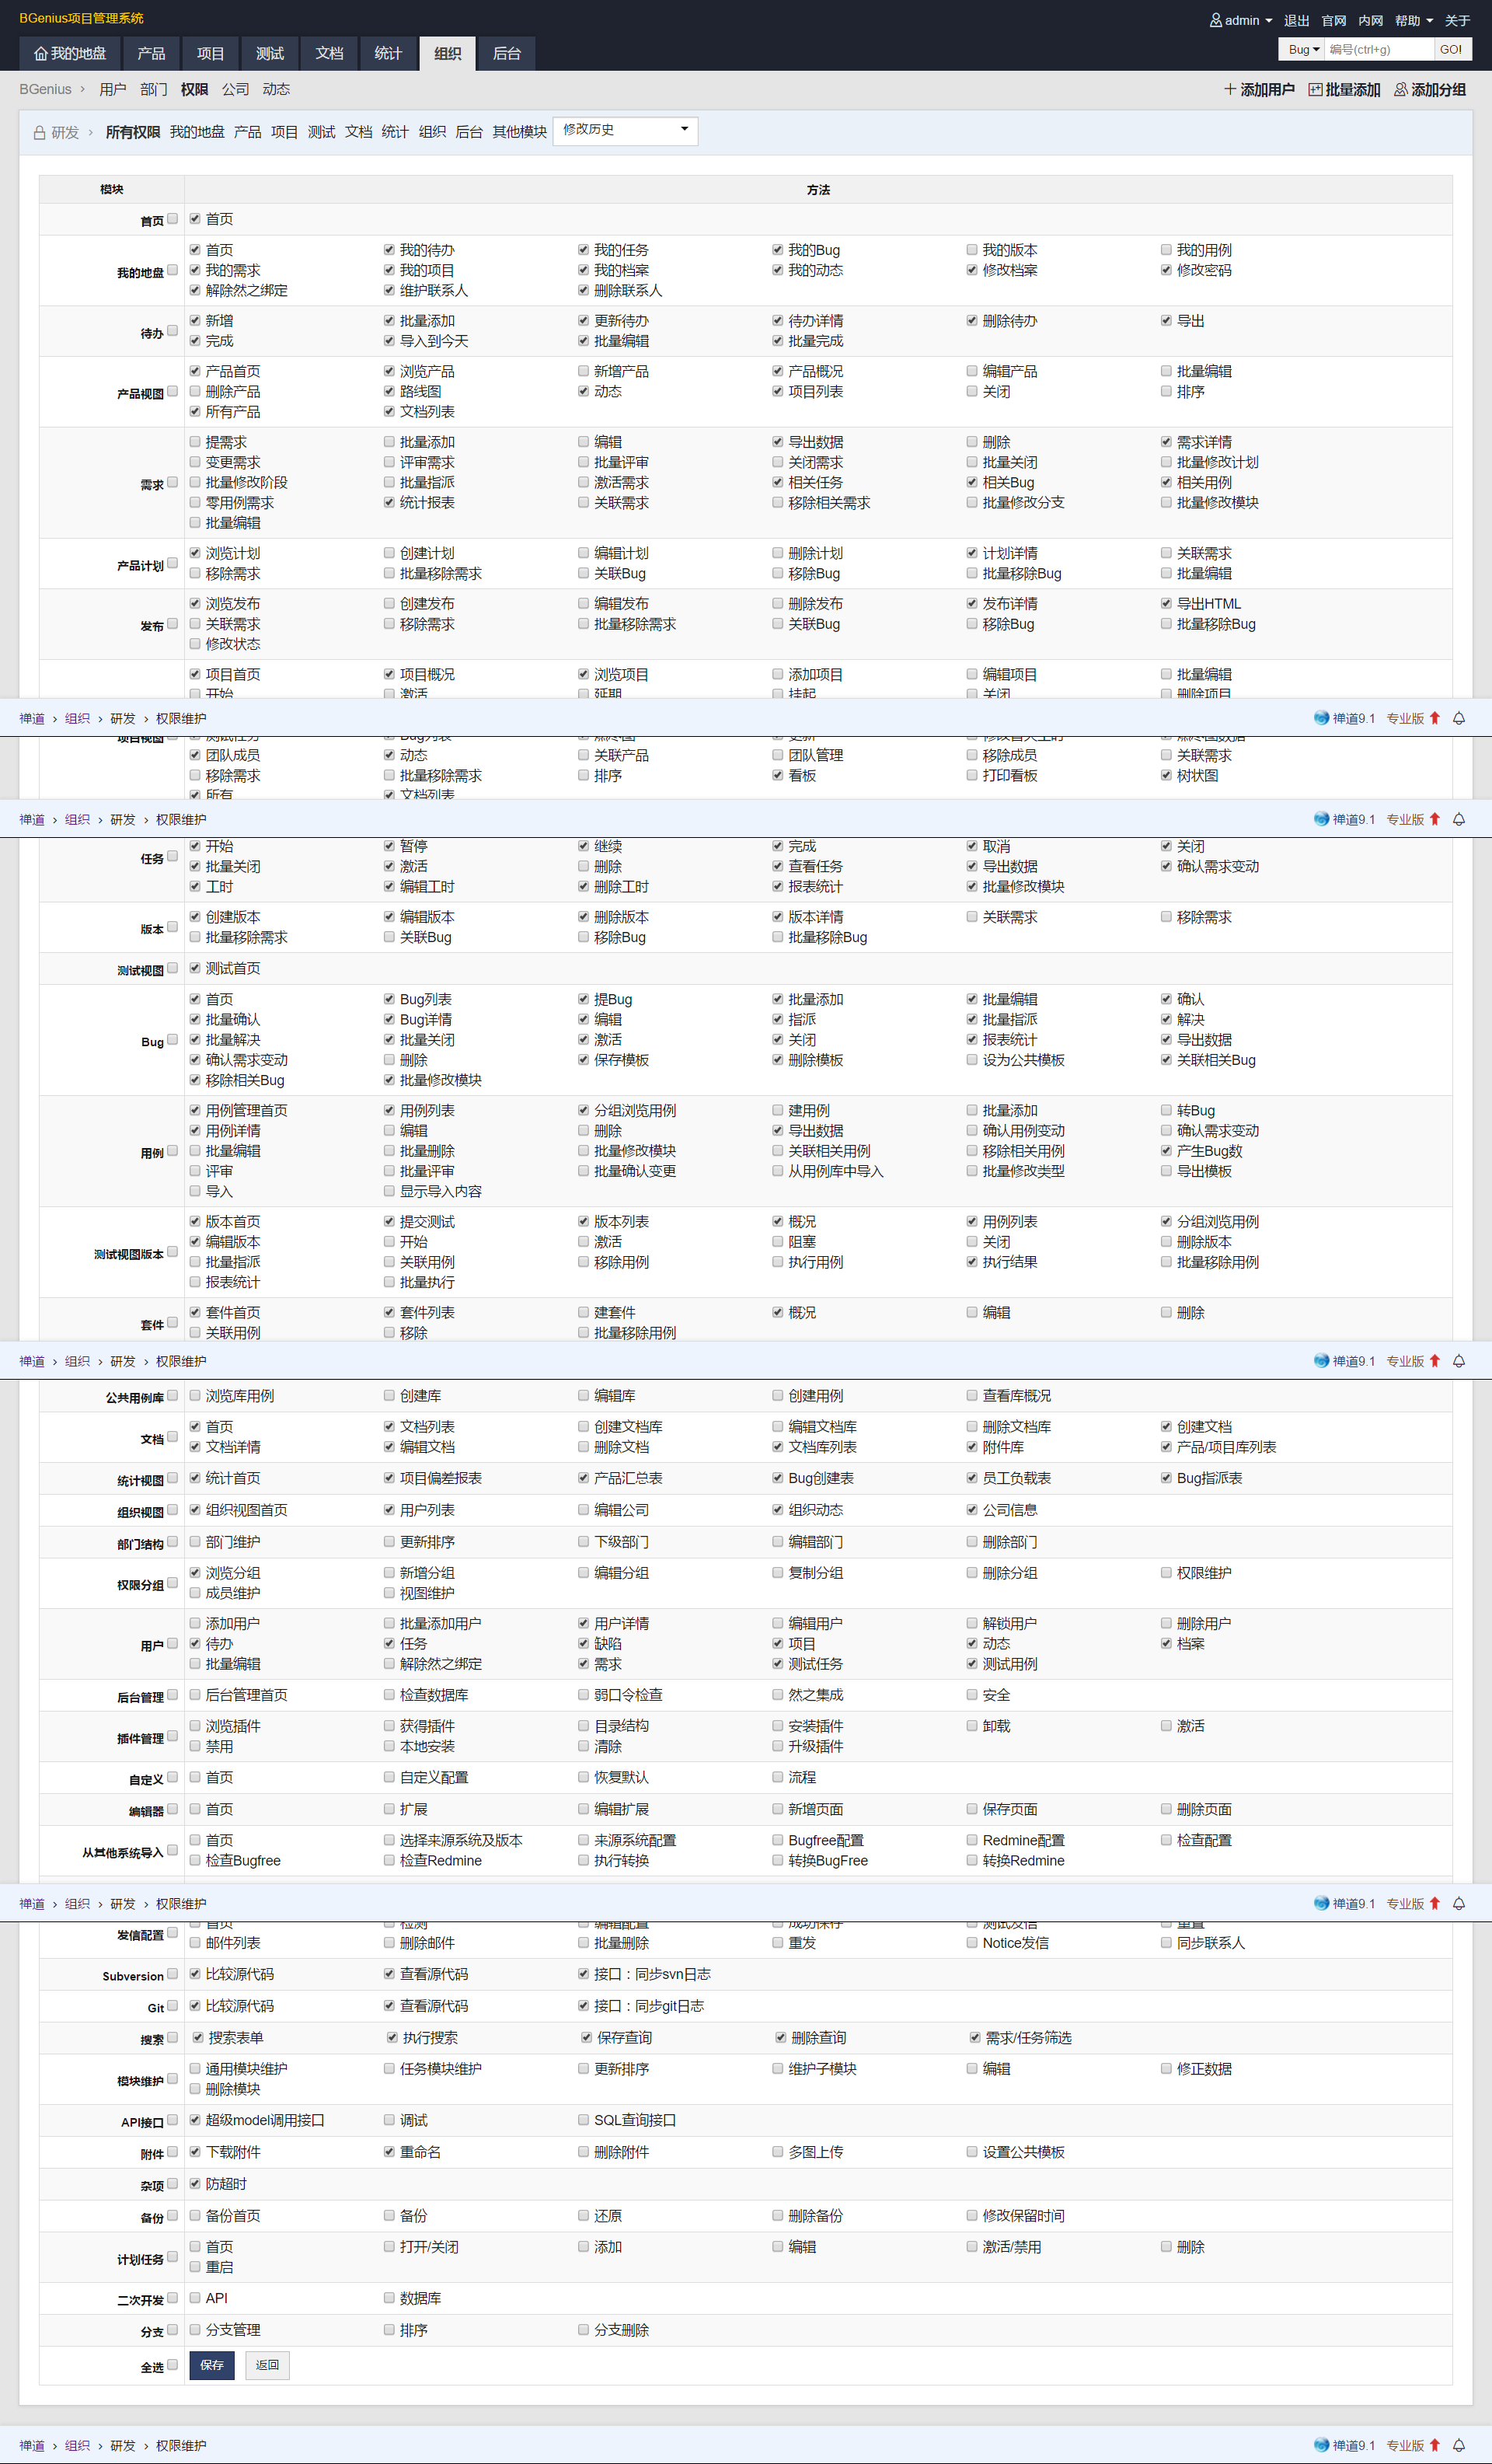 BGenius项目管理系统
admin 退出 官网 内网 帮助 关于
我的地盘 产品 项目 测试 文档 统计 组织 后台
Bug 编号(ctrl+g) GO!
BGenius › 用户 部门 权限 公司 动态
添加用户 批量添加 添加分组
研发 › 所有权限 我的地盘 产品 项目 测试 文档 统计 组织 后台 其他模块 修改历史
模块 方法
首页 首页
我的地盘
首页 我的待办 我的任务 我的Bug 我的版本 我的用例
我的需求 我的项目 我的档案 我的动态 修改档案 修改密码
解除然之绑定 维护联系人 删除联系人
待办
新增 批量添加 更新待办 待办详情 删除待办 导出
完成 导入到今天 批量编辑 批量完成
产品视图
产品首页 浏览产品 新增产品 产品概况 编辑产品 批量编辑
删除产品 路线图 动态 项目列表 关闭 排序
所有产品 文档列表
需求
提需求 批量添加 编辑 导出数据 删除 需求详情
变更需求 评审需求 批量评审 关闭需求 批量关闭 批量修改计划
批量修改阶段 批量指派 激活需求 相关任务 相关Bug 相关用例
零用例需求 统计报表 关联需求 移除相关需求 批量修改分支 批量修改模块
批量编辑
产品计划
浏览计划 创建计划 编辑计划 删除计划 计划详情 关联需求
移除需求 批量移除需求 关联Bug 移除Bug 批量移除Bug 批量编辑
发布
浏览发布 创建发布 编辑发布 删除发布 发布详情 导出HTML
关联需求 移除需求 批量移除需求 关联Bug 移除Bug 批量移除Bug
修改状态
项目首页 项目概况 浏览项目 添加项目 编辑项目 批量编辑
开始 激活 延期 挂起 关闭 删除项目
禅道 › 组织 › 研发 › 权限维护 禅道9.1 专业版
项目视图
团队成员 动态 关联产品 团队管理 移除成员 关联需求
移除需求 批量移除需求 排序 看板 打印看板 树状图
所有 文档列表
禅道 › 组织 › 研发 › 权限维护 禅道9.1 专业版
任务
开始 暂停 继续 完成 取消 关闭
批量关闭 激活 删除 查看任务 导出数据 确认需求变动
工时 编辑工时 删除工时 报表统计 批量修改模块
版本
创建版本 编辑版本 删除版本 版本详情 关联需求 移除需求
批量移除需求 关联Bug 移除Bug 批量移除Bug
测试视图 测试首页
Bug
首页 Bug列表 提Bug 批量添加 批量编辑 确认
批量确认 Bug详情 编辑 指派 批量指派 解决
批量解决 批量关闭 激活 关闭 报表统计 导出数据
确认需求变动 删除 保存模板 删除模板 设为公共模板 关联相关Bug
移除相关Bug 批量修改模块
用例
用例管理首页 用例列表 分组浏览用例 建用例 批量添加 转Bug
用例详情 编辑 删除 导出数据 确认用例变动 确认需求变动
批量编辑 批量删除 批量修改模块 关联相关用例 移除相关用例 产生Bug数
评审 批量评审 批量确认变更 从用例库中导入 批量修改类型 导出模板
导入 显示导入内容
测试视图版本
版本首页 提交测试 版本列表 概况 用例列表 分组浏览用例
编辑版本 开始 激活 阻塞 关闭 删除版本
批量指派 关联用例 移除用例 执行用例 执行结果 批量移除用例
报表统计 批量执行
套件
套件首页 套件列表 建套件 概况 编辑 删除
关联用例 移除 批量移除用例
禅道 › 组织 › 研发 › 权限维护 禅道9.1 专业版
公共用例库 浏览库用例 创建库 编辑库 创建用例 查看库概况
文档
首页 文档列表 创建文档库 编辑文档库 删除文档库 创建文档
文档详情 编辑文档 删除文档 文档库列表 附件库 产品/项目库列表
统计视图 统计首页 项目偏差报表 产品汇总表 Bug创建表 员工负载表 Bug指派表
组织视图 组织视图首页 用户列表 编辑公司 组织动态 公司信息
部门结构 部门维护 更新排序 下级部门 编辑部门 删除部门
权限分组
浏览分组 新增分组 编辑分组 复制分组 删除分组 权限维护
成员维护 视图维护
用户
添加用户 批量添加用户 用户详情 编辑用户 解锁用户 删除用户
待办 任务 缺陷 项目 动态 档案
批量编辑 解除然之绑定 需求 测试任务 测试用例
后台管理 后台管理首页 检查数据库 弱口令检查 然之集成 安全
插件管理
浏览插件 获得插件 目录结构 安装插件 卸载 激活
禁用 本地安装 清除 升级插件
自定义 首页 自定义配置 恢复默认 流程
编辑器 首页 扩展 编辑扩展 新增页面 保存页面 删除页面
从其他系统导入
首页 选择来源系统及版本 来源系统配置 Bugfree配置 Redmine配置 检查配置
检查Bugfree 检查Redmine 执行转换 转换BugFree 转换Redmine
禅道 › 组织 › 研发 › 权限维护 禅道9.1 专业版
发信配置
首页 检测 编辑配置 成功保存 测试发信 重置
邮件列表 删除邮件 批量删除 重发 Notice发信 同步联系人
Subversion 比较源代码 查看源代码 接口：同步svn日志
Git 比较源代码 查看源代码 接口：同步git日志
搜索 搜索表单 执行搜索 保存查询 删除查询 需求/任务筛选
模块维护
通用模块维护 任务模块维护 更新排序 维护子模块 编辑 修正数据
删除模块
API接口 超级model调用接口 调试 SQL查询接口
附件 下载附件 重命名 删除附件 多图上传 设置公共模板
杂项 防超时
备份 备份首页 备份 还原 删除备份 修改保留时间
计划任务
首页 打开/关闭 添加 编辑 激活/禁用 删除
重启
二次开发 API 数据库
分支 分支管理 排序 分支删除
全选 保存 返回
禅道 › 组织 › 研发 › 权限维护 禅道9.1 专业版